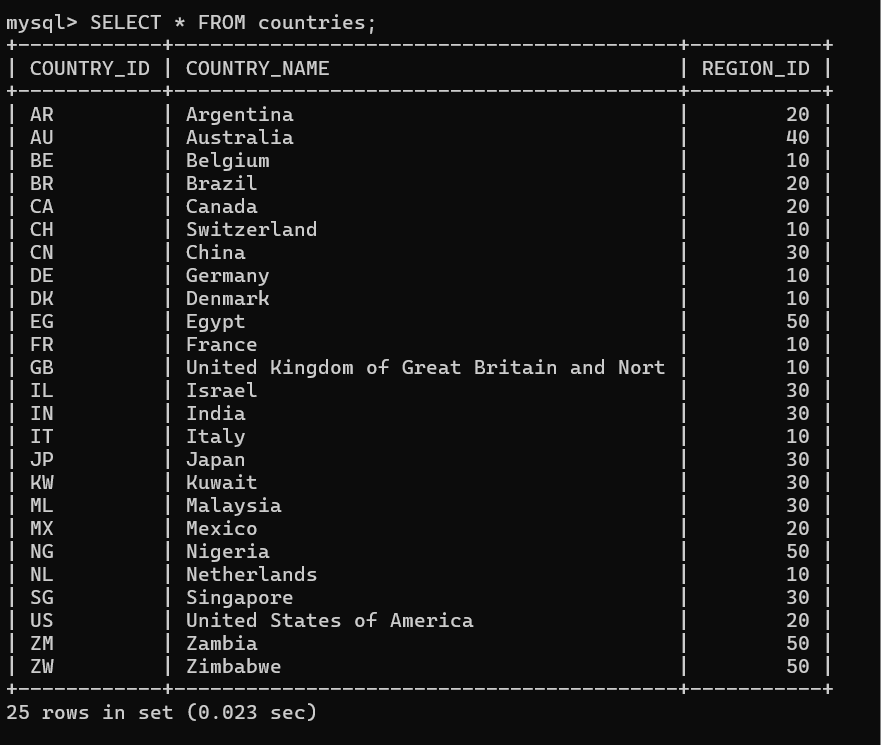 mysql> SELECT * FROM countries;
+------------+------------------------------------------+-----------+
| COUNTRY_ID | COUNTRY_NAME                             | REGION_ID |
+------------+------------------------------------------+-----------+
| AR         | Argentina                                |        20 |
| AU         | Australia                                |        40 |
| BE         | Belgium                                  |        10 |
| BR         | Brazil                                   |        20 |
| CA         | Canada                                   |        20 |
| CH         | Switzerland                              |        10 |
| CN         | China                                    |        30 |
| DE         | Germany                                  |        10 |
| DK         | Denmark                                  |        10 |
| EG         | Egypt                                    |        50 |
| FR         | France                                   |        10 |
| GB         | United Kingdom of Great Britain and Nort |        10 |
| IL         | Israel                                   |        30 |
| IN         | India                                    |        30 |
| IT         | Italy                                    |        10 |
| JP         | Japan                                    |        30 |
| KW         | Kuwait                                   |        30 |
| ML         | Malaysia                                 |        30 |
| MX         | Mexico                                   |        20 |
| NG         | Nigeria                                  |        50 |
| NL         | Netherlands                              |        10 |
| SG         | Singapore                                |        30 |
| US         | United States of America                 |        20 |
| ZM         | Zambia                                   |        50 |
| ZW         | Zimbabwe                                 |        50 |
+------------+------------------------------------------+-----------+
25 rows in set (0.023 sec)